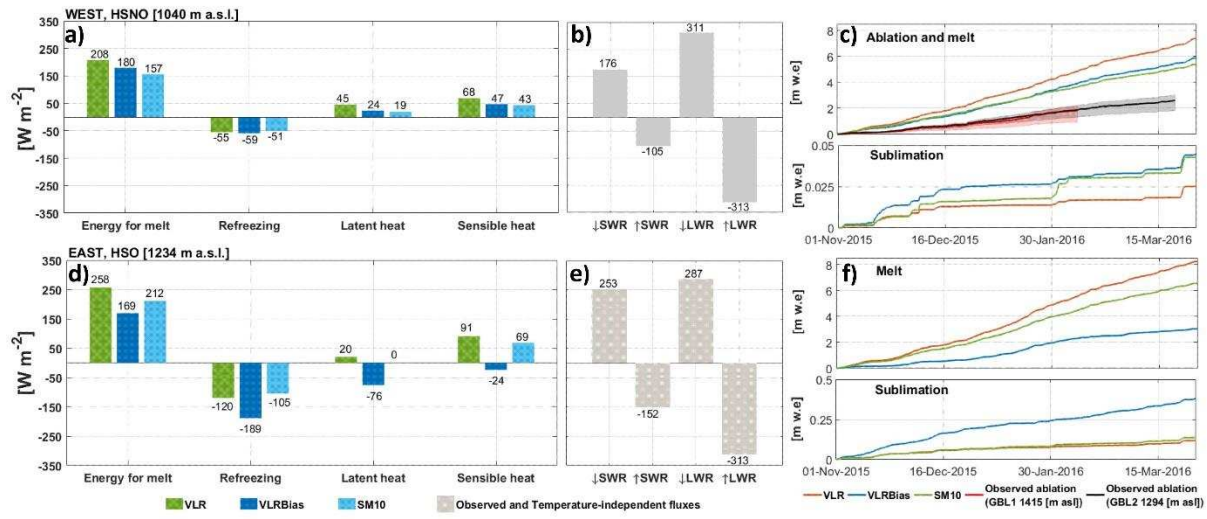 WEST, HSNO [1040 m a.s.l.]
a)
[W m-2]
350
250
150
50
-50
-150
-250
-350
208
180
157
-55
-59
-51
45
24
19
68
47
43
Energy for melt
Refreezing
Latent heat
Sensible heat
b)
176
-105
311
-313
↓SWR
↑SWR
↓LWR
↑LWR
c)
Ablation and melt
8
6
4
2
0
[m w.e]
Sublimation
0.05
0.025
0
[m w.e]
01-Nov-2015
16-Dec-2015
30-Jan-2016
15-Mar-2016
EAST, HSO [1234 m a.s.l.]
d)
[W m-2]
350
250
150
50
-50
-150
-250
350
258
169
212
-120
-189
-105
20
-76
0
91
-24
69
Energy for melt
Refreezing
Latent heat
Sensible heat
e)
253
-152
287
-313
↓SWR
↑SWR
↓LWR
↑LWR
f)
Melt
8
6
4
2
0
[m w.e]
Sublimation
0.5
0.25
0
[m w.e]
01-Nov-2015
16-Dec-2015
30-Jan-2016
15-Mar-2016
VLR
VLRBias
SM10
Observed and Temperature-independent fluxes
VLR
VLRBias
SM10
Observed ablation
(GBL1 1415 [m asl])
Observed ablation
(GBL2 1294 [m asl])